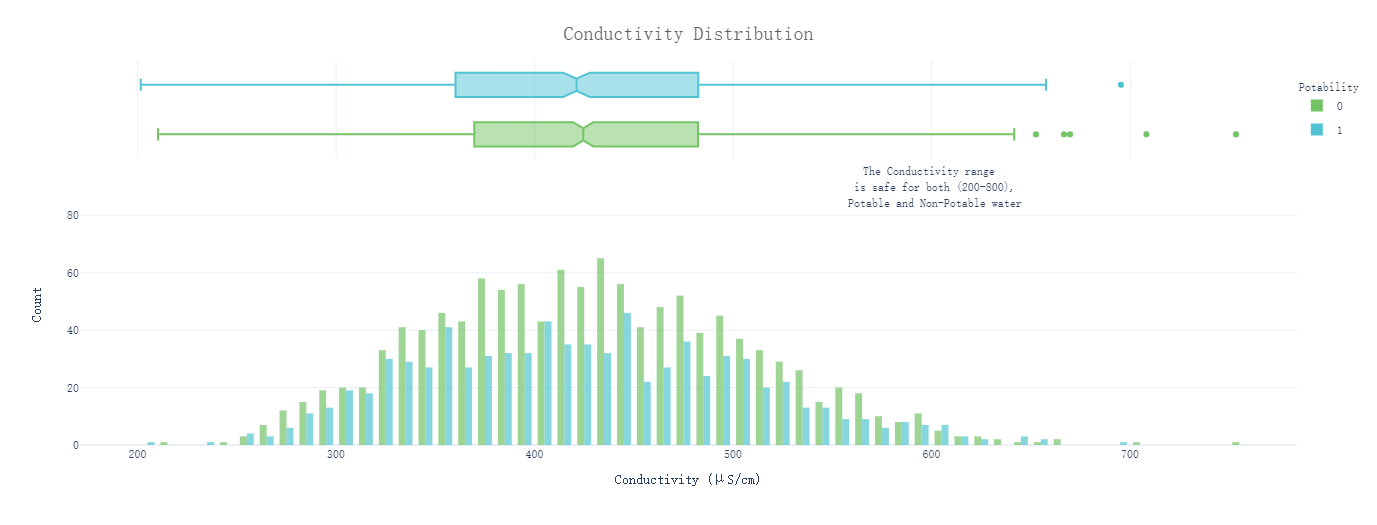 Conductivity Distribution
Potability
0
1
The Conductivity range
is safe for both (200-800),
Potable and Non-Potable water
80
60
40
20
0
Count
200
300
400
500
600
700
Conductivity (μS/cm)